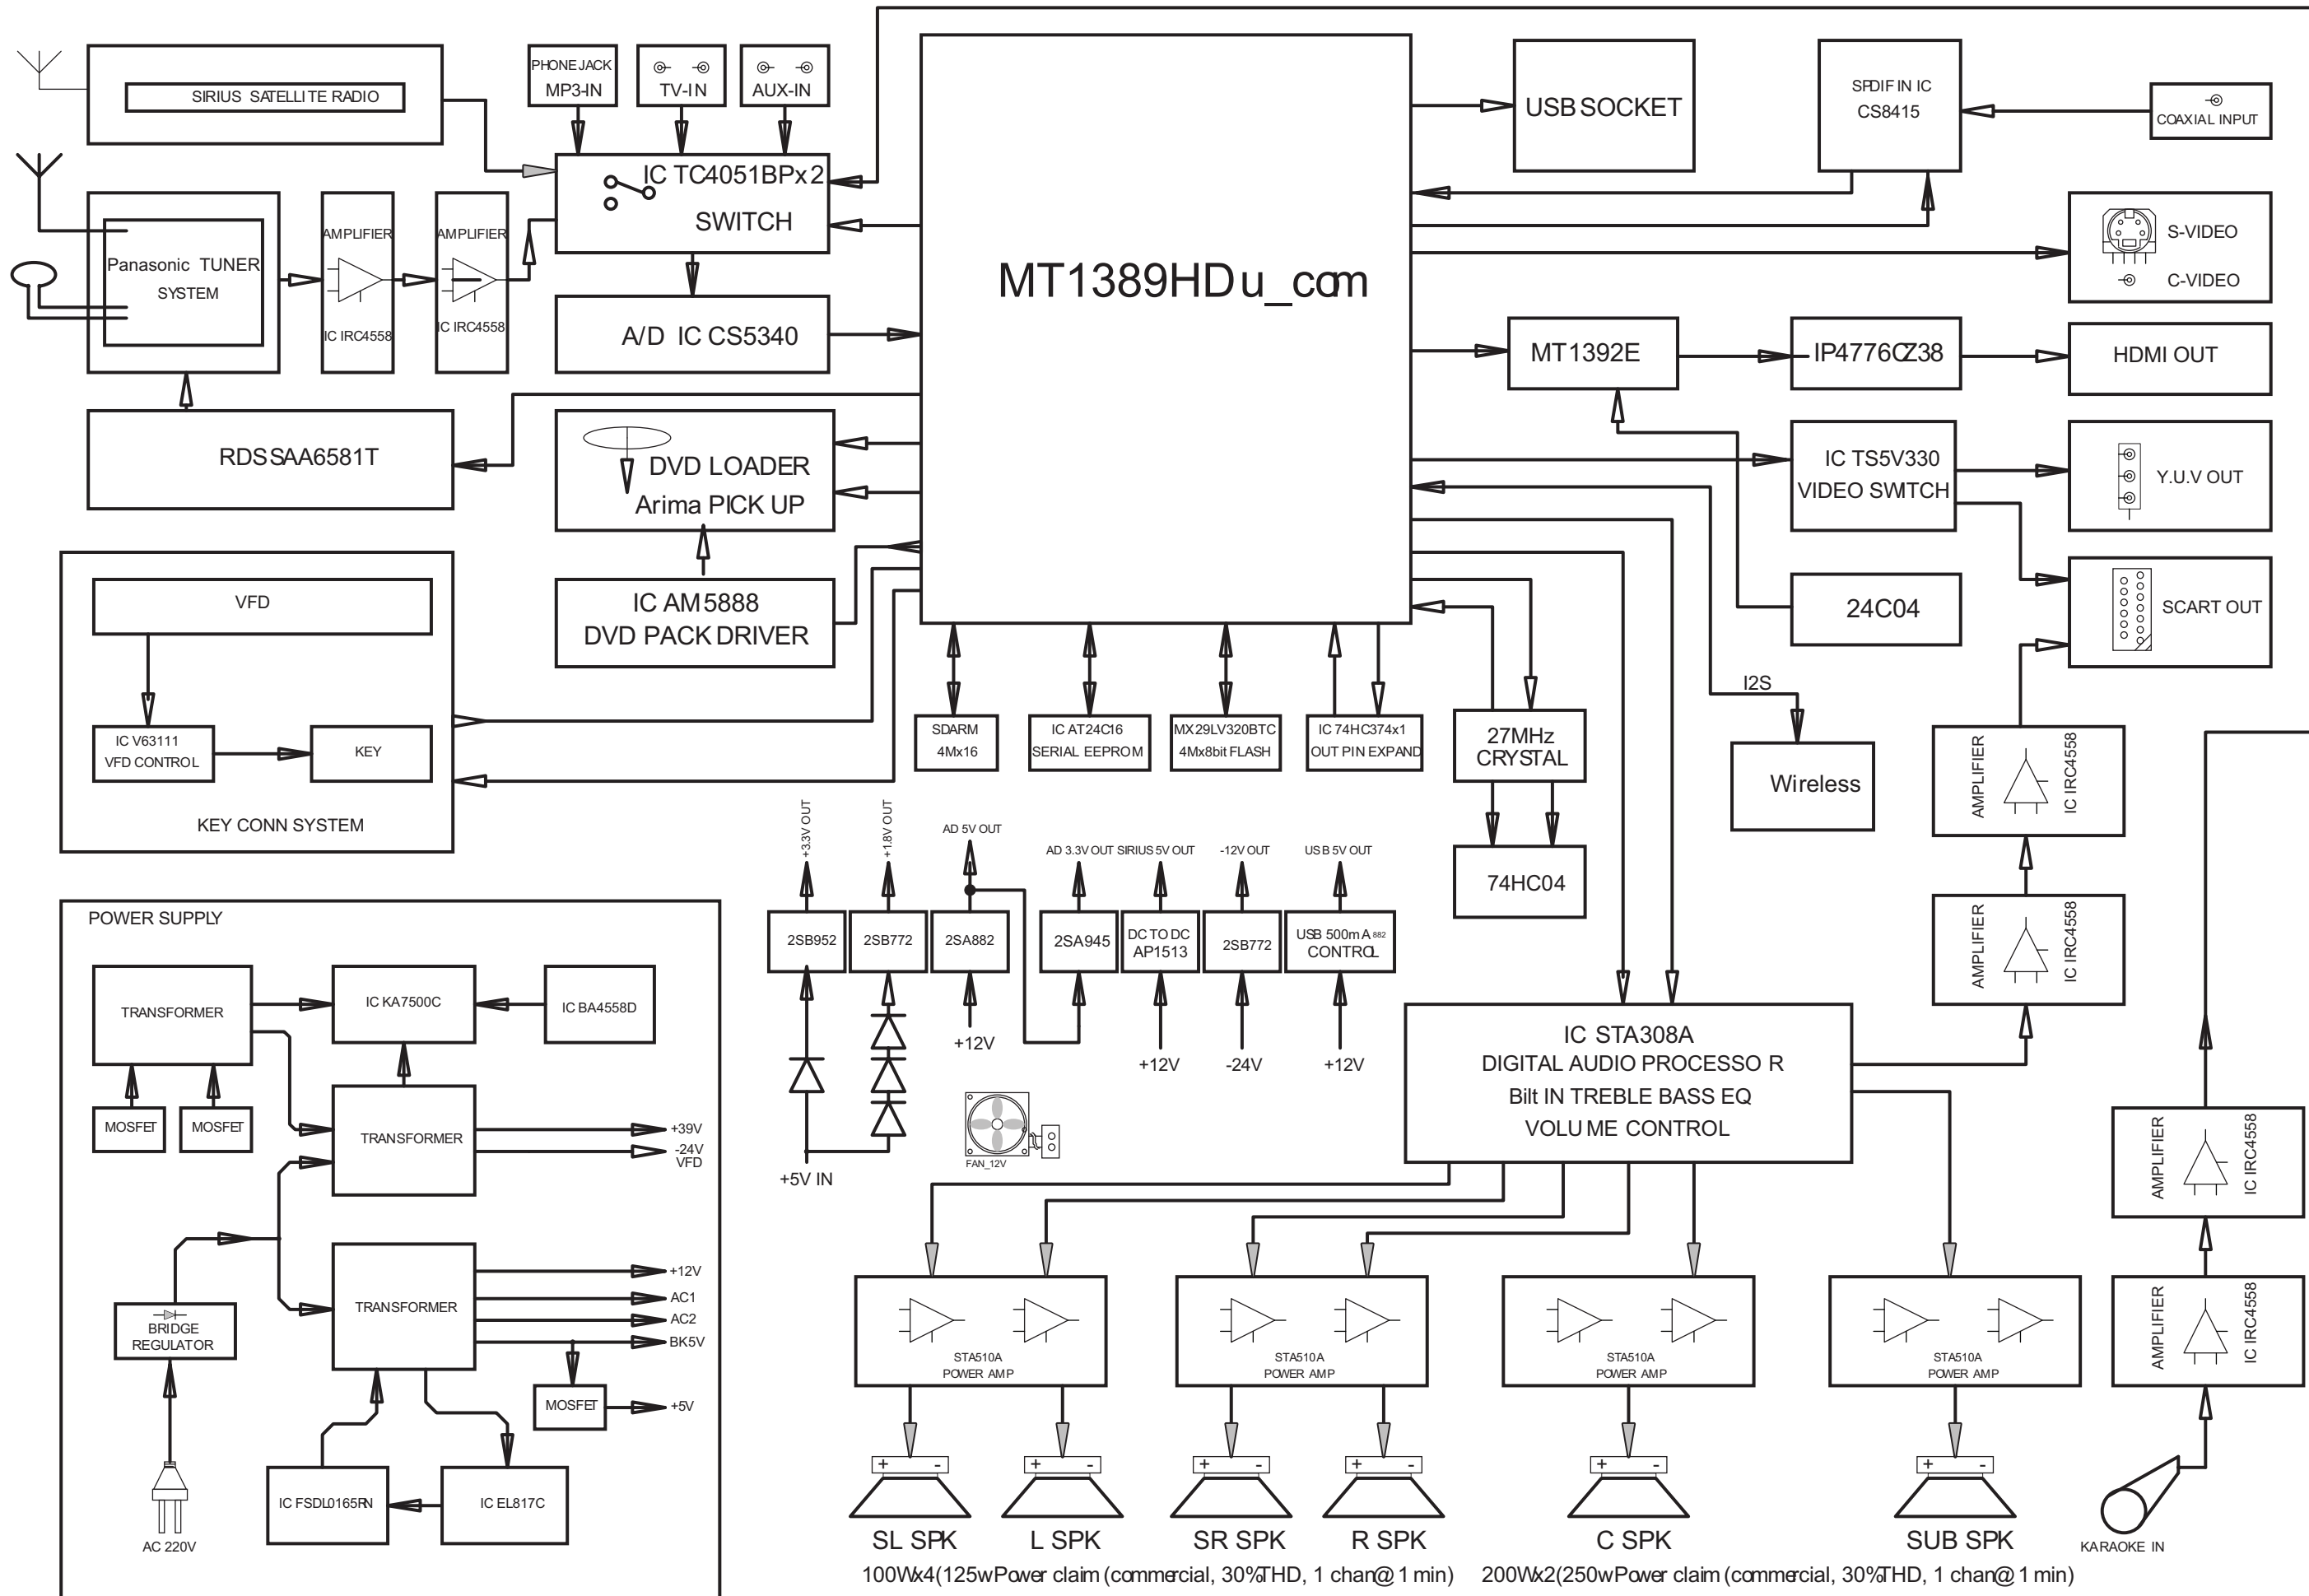 SIRIUS SATELLITE RADIO
PHONE JACK
MP3-IN
TV-IN
AUX-IN
IC TC4051BPx2
SWITCH
A/D IC CS5340
Panasonic TUNER
SYSTEM
AMPLIFIER
IC IRC4558
AMPLIFIER
IC IRC4558
RDSSAA6581T
DVD LOADER
Arima PICK UP
IC AM5888
DVD PACK DRIVER
VFD
IC V63111
VFD CONTROL
KEY
KEY CONN SYSTEM
MT1389HDu_com
USB SOCKET
SPDIF IN IC
CS8415
COAXIAL INPUT
S-VIDEO
C-VIDEO
MT1392E
IP4776CZ38
HDMI OUT
IC TS5V330
VIDEO SWITCH
Y.U.V OUT
24C04
SCART OUT
I2S
Wireless
SDARM
4Mx16
IC AT24C16
SERIAL EEPROM
MX29LV320BTC
4Mx8bit FLASH
IC 74HC374x1
OUT PIN EXPAND
27MHz
CRYSTAL
74HC04
AMPLIFIER
IC IRC4558
AMPLIFIER
IC IRC4558
+3.3V OUT
+1.8V OUT
AD 5V OUT
AD 3.3V OUT
SIRIUS 5V OUT
-12V OUT
USB 5V OUT
2SB952
2SB772
2SA882
2SA945
DC TO DC
AP1513
2SB772
USB 500mA 882
CONTROL
+12V
+12V
-24V
+12V
+5V IN
FAN_12V
POWER SUPPLY
TRANSFORMER
IC KA7500C
IC BA4558D
MOSFET
MOSFET
TRANSFORMER
+39V
-24V
VFD
TRANSFORMER
+12V
AC1
AC2
BK5V
BRIDGE
REGULATOR
MOSFET
+5V
IC FSDL0165RN
IC EL817C
AC 220V
IC STA308A
DIGITAL AUDIO PROCESSO R
Bilt IN TREBLE BASS EQ
VOLUME CONTROL
STA510A
POWER AMP
STA510A
POWER AMP
STA510A
POWER AMP
STA510A
POWER AMP
+ -
+ -
+ -
+ -
+ -
+ -
SL SPK
L SPK
SR SPK
R SPK
C SPK
SUB SPK
AMPLIFIER
IC IRC4558
AMPLIFIER
IC IRC4558
KARAOKE IN
100Wx4(125wPower claim (commercial, 30%THD, 1 chan@ 1 min)
200Wx2(250wPower claim (commercial, 30%THD, 1 chan@ 1 min)